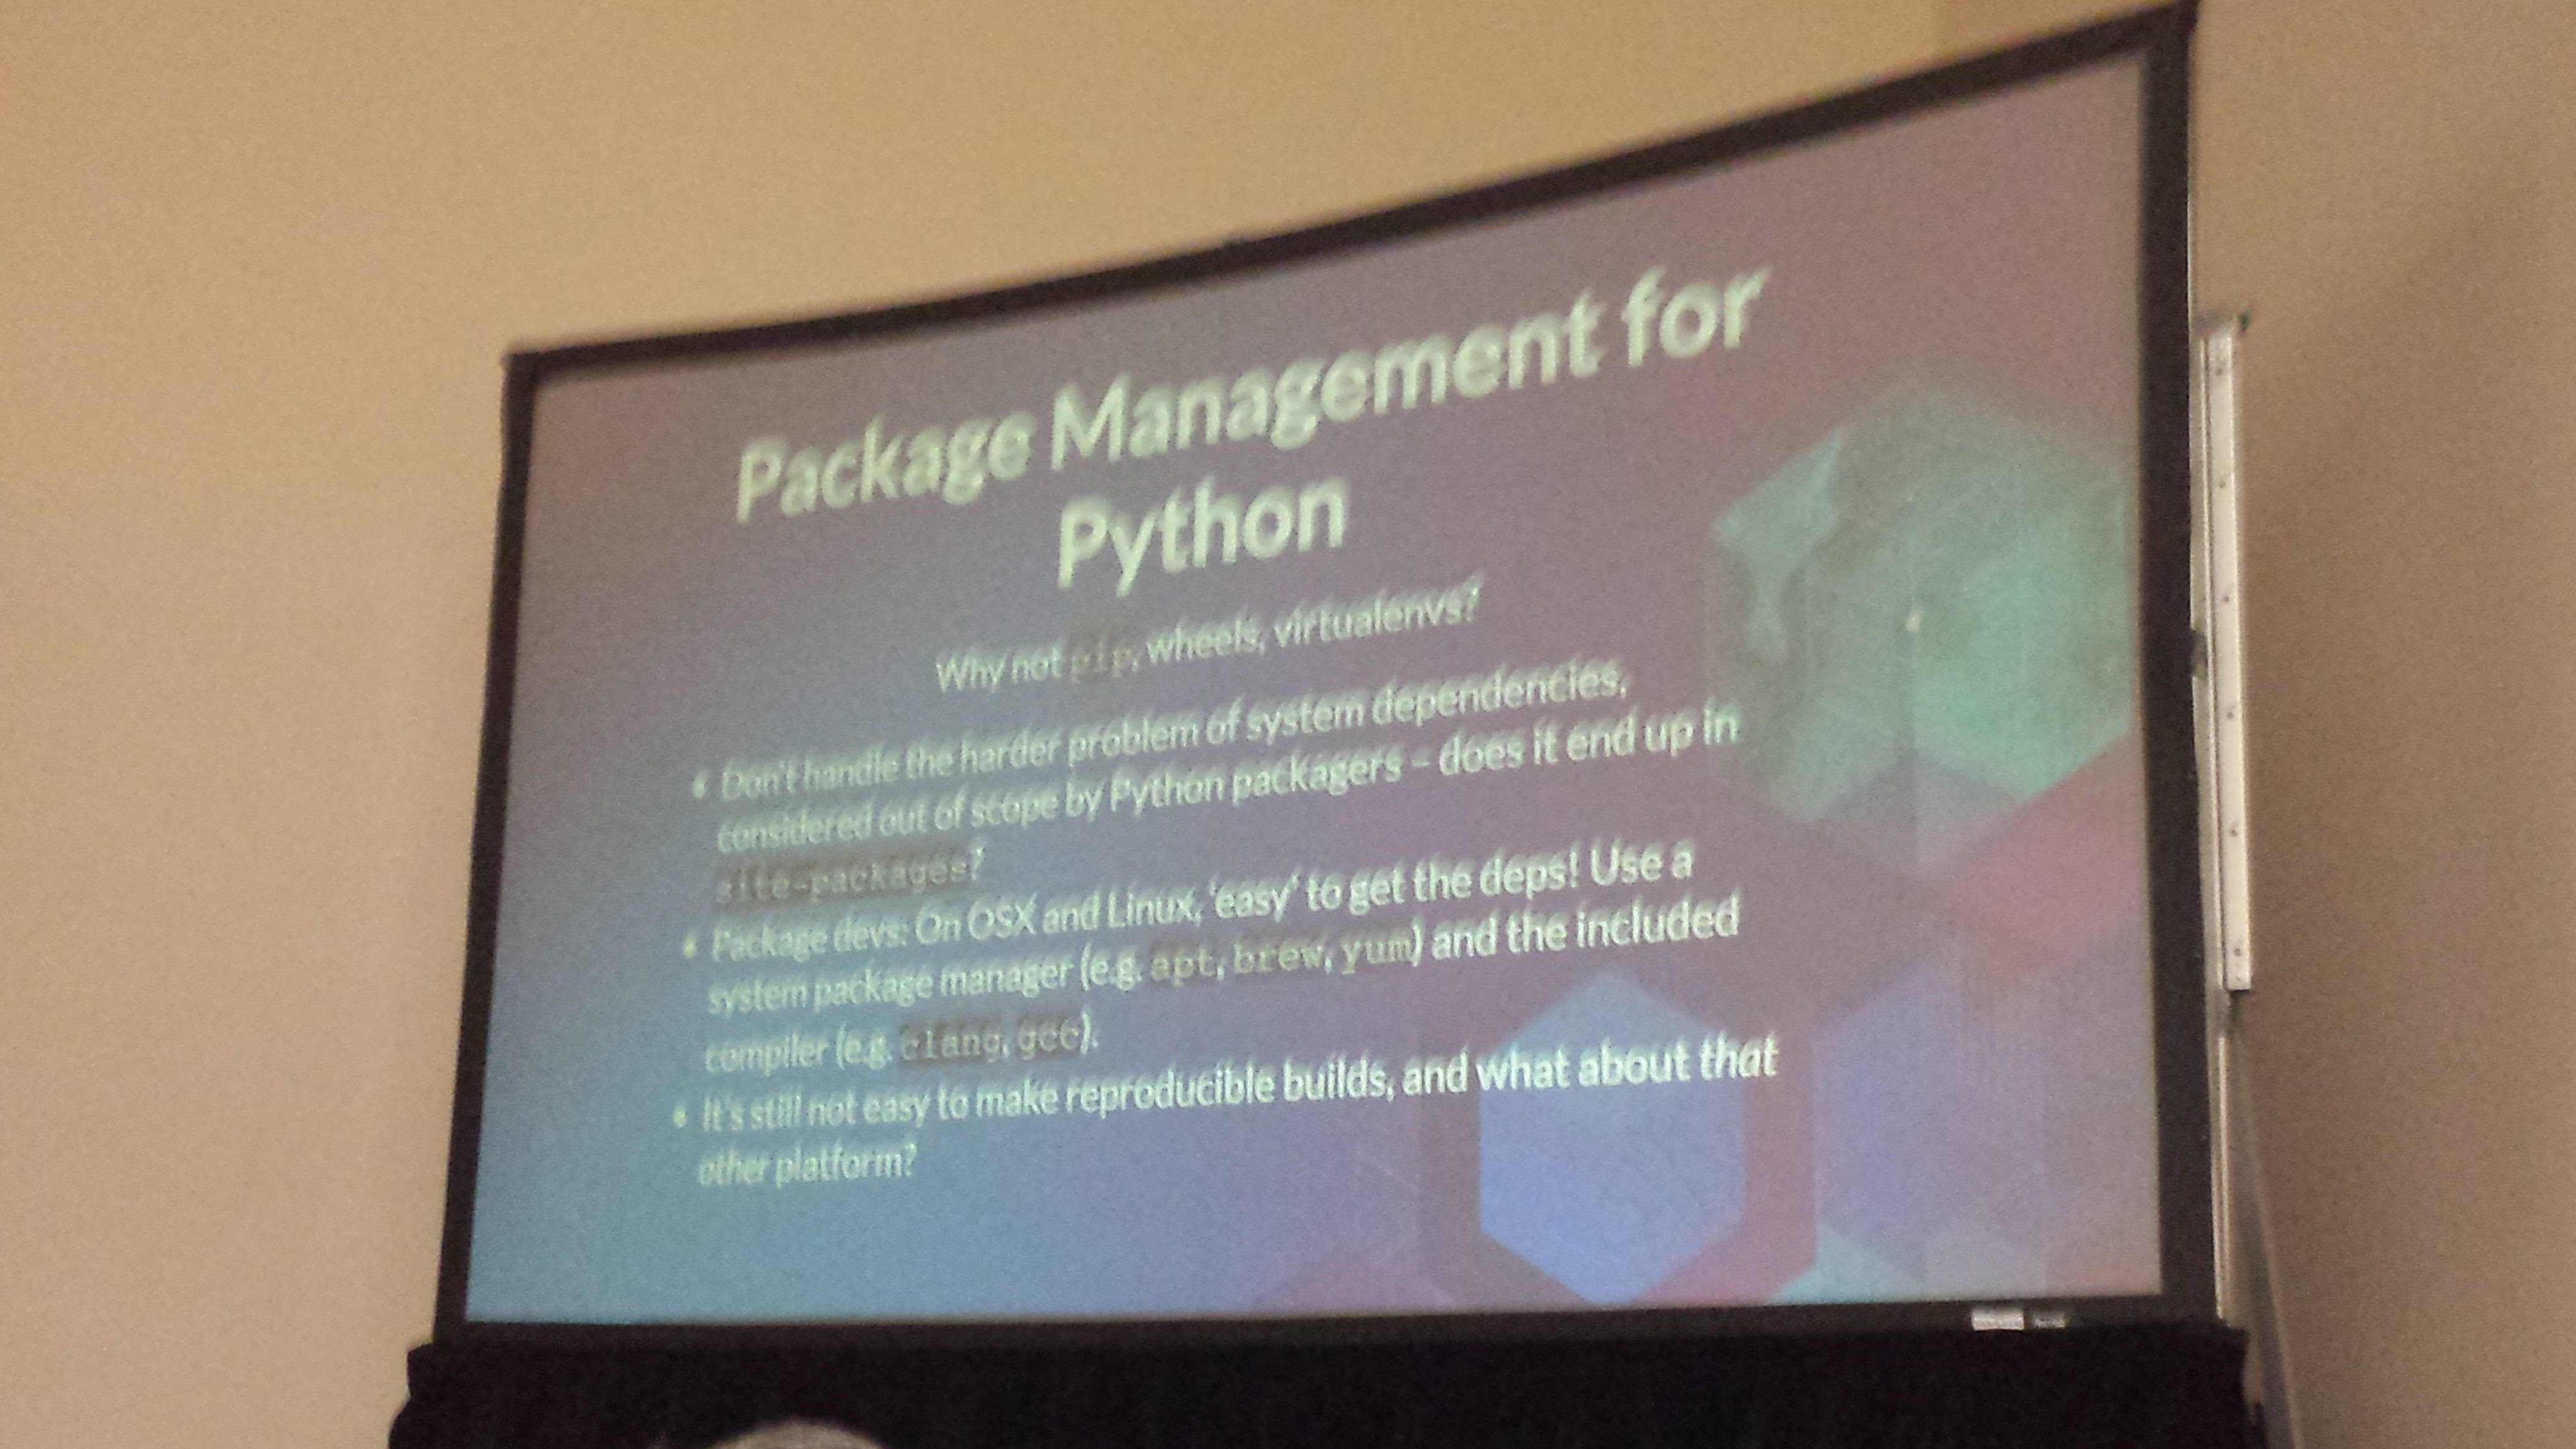 Package Management for
Python
Why not pip, wheels, virtualenvs?
• Don't handle the harder problem of system dependencies,
considered out of scope by Python packagers – does it end up in
site-packages?
• Package devs: On OSX and Linux, 'easy' to get the deps! Use a
system package manager (e.g. apt, brew, yum) and the included
compiler (e.g. clang, gcc).
• It's still not easy to make reproducible builds, and what about that
other platform?